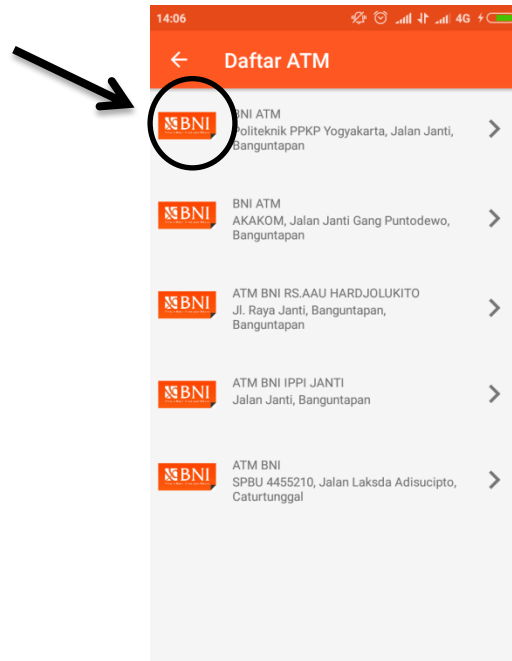 14:06
4G
Daftar ATM
BNI
BNI ATM
Politeknik PPKP Yogyakarta, Jalan Janti,
Banguntapan
BNI
BNI ATM
AKAKOM, Jalan Janti Gang Puntodewo,
Banguntapan
BNI
ATM BNI RS.AAU HARDJOLUKITO
Jl. Raya Janti, Banguntapan,
Banguntapan
BNI
ATM BNI IPPI JANTI
Jalan Janti, Banguntapan
BNI
ATM BNI
SPBU 4455210, Jalan Laksda Adisucipto,
Caturtunggal